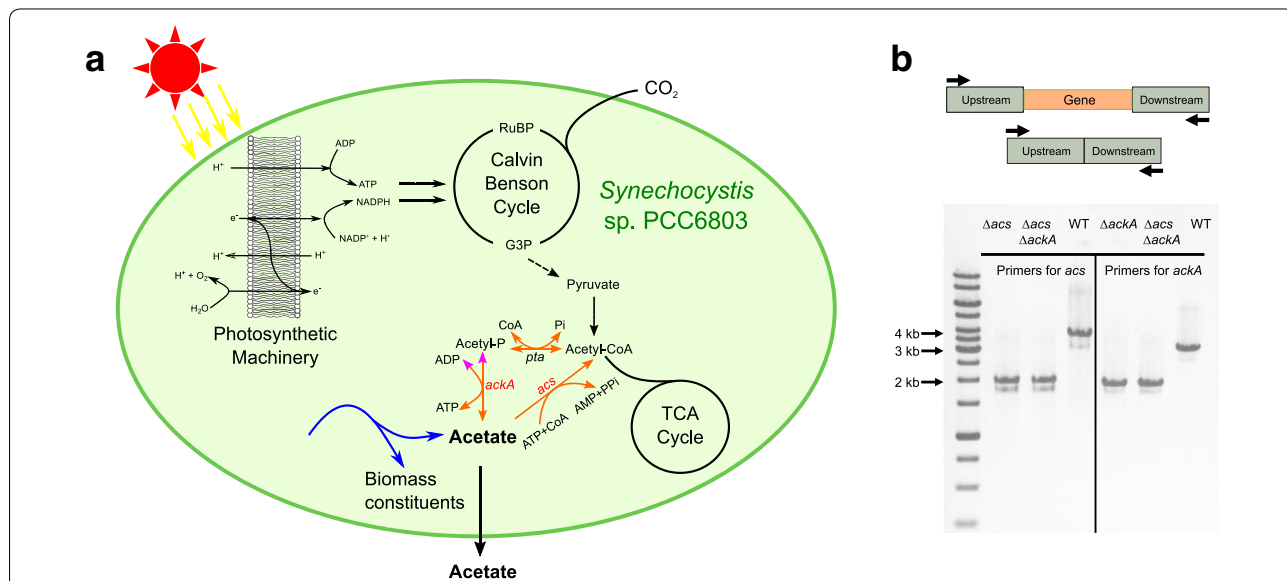 a
CO₂
RuBP
Calvin
Benson
Cycle
G3P
Synechocystis
sp. PCC6803
ADP
H⁺
ATP
NADPH
e⁻
NADP⁺ + H⁺
H⁺
H⁺
H⁺ + O₂
e⁻
H₂O
Photosynthetic
Machinery
Pyruvate
CoA
Pi
Acetyl-P
pta
Acetyl-CoA
ADP
ackA
acs
ATP
AMP+PPi
ATP+CoA
Acetate
TCA
Cycle
Biomass
constituents
Acetate
b
Upstream Gene Downstream
Upstream Downstream
Δacs Δacs ΔackA WT ΔackA Δacs ΔackA WT
Primers for acs Primers for ackA
4 kb
3 kb
2 kb